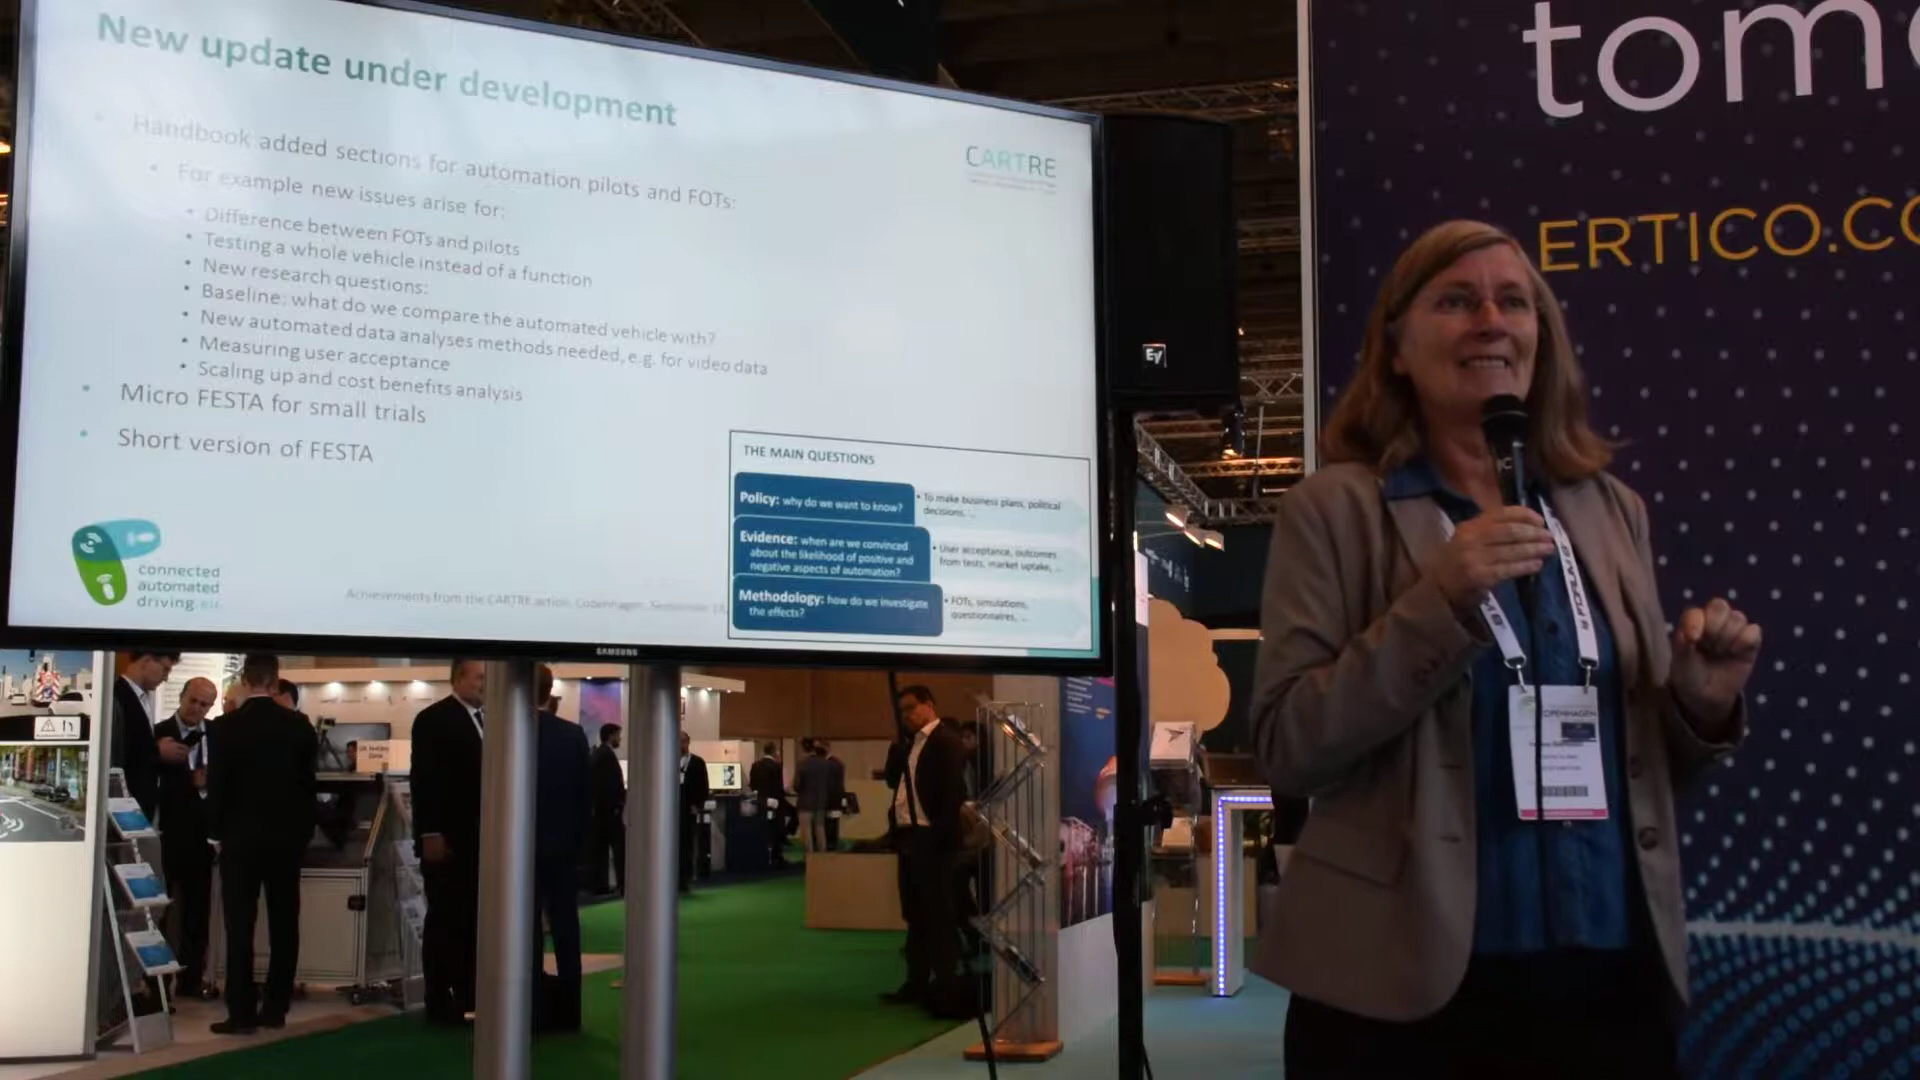 New update under development
Handbook added sections for automation pilots and FOTs:
For example new issues arise for:
Difference between FOTs and pilots
Testing a whole vehicle instead of a function
New research questions:
Baseline: what do we compare the automated vehicle with?
New automated data analyses methods needed, e.g. for video data
Measuring user acceptance
Scaling up and cost benefits analysis
Micro FESTA for small trials
Short version of FESTA
CARTRE
THE MAIN QUESTIONS
Policy: why do we want to know?
To make business plans, political
decisions, ...
Evidence: when are we convinced
about the likelihood of positive and
negative aspects of automation?
User acceptance, outcomes
from tests, market uptake, ...
Methodology: how do we investigate
the effects?
FOTs, simulations,
questionnaires, ...
connected
automated
driving.eu
Achievements from the CARTRE action, Copenhagen, September
SAMSUNG
EV
tom
ERTICO.CO
COPENHAGEN